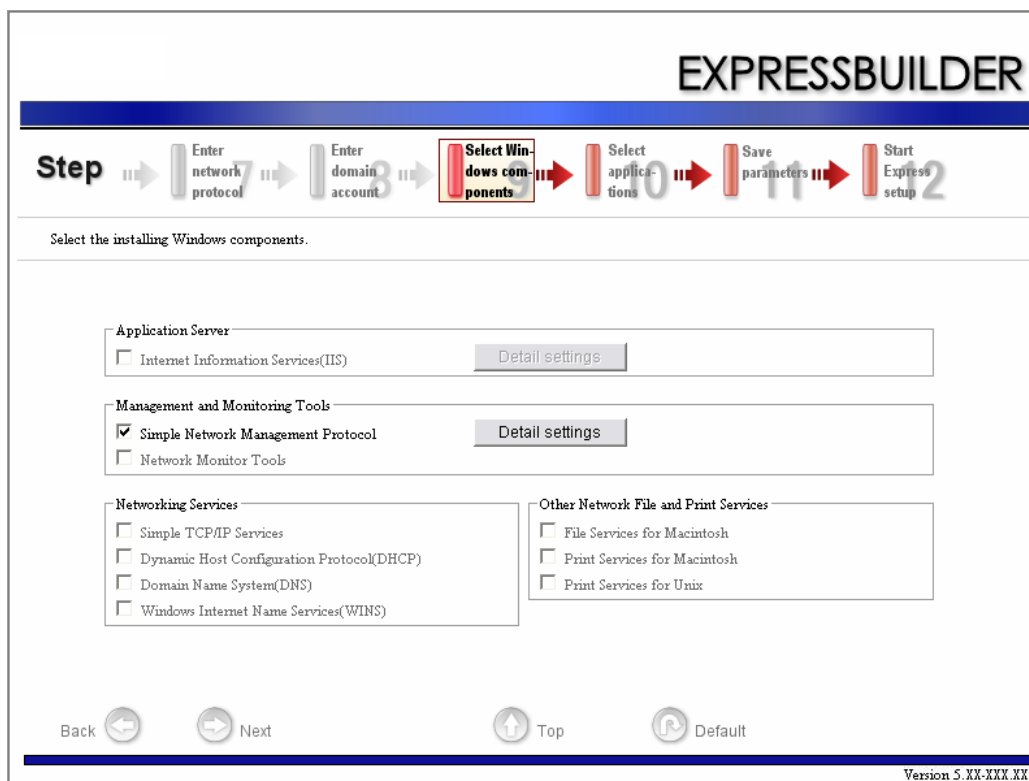 EXPRESSBUILDER
Step
Enter network protocol 7
Enter domain account 8
Select Win-dows com-ponents 9
Select applica-tions 10
Save parameters 11
Start Express setup 12
Select the installing Windows components.
Application Server
Internet Information Services(IIS)
Detail settings
Management and Monitoring Tools
Simple Network Management Protocol
Detail settings
Network Monitor Tools
Networking Services
Simple TCP/IP Services
Dynamic Host Configuration Protocol(DHCP)
Domain Name System(DNS)
Windows Internet Name Services(WINS)
Other Network File and Print Services
File Services for Macintosh
Print Services for Macintosh
Print Services for Unix
Back
Next
Top
Default
Version 5.XX-XXX.XX